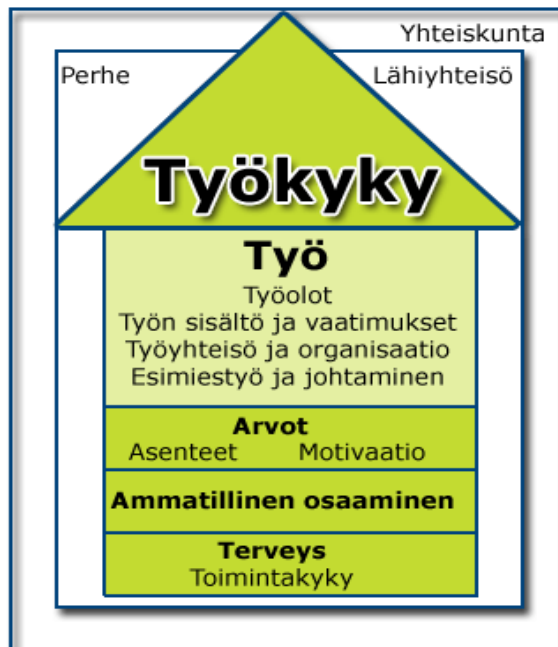 Yhteiskunta
Perhe Lähiyhteisö
Työkyky
Työ
Työolot
Työn sisältö ja vaatimukset
Työyhteisö ja organisaatio
Esimiestyö ja johtaminen
Arvot
Asenteet Motivaatio
Ammatillinen osaaminen
Terveys
Toimintakyky